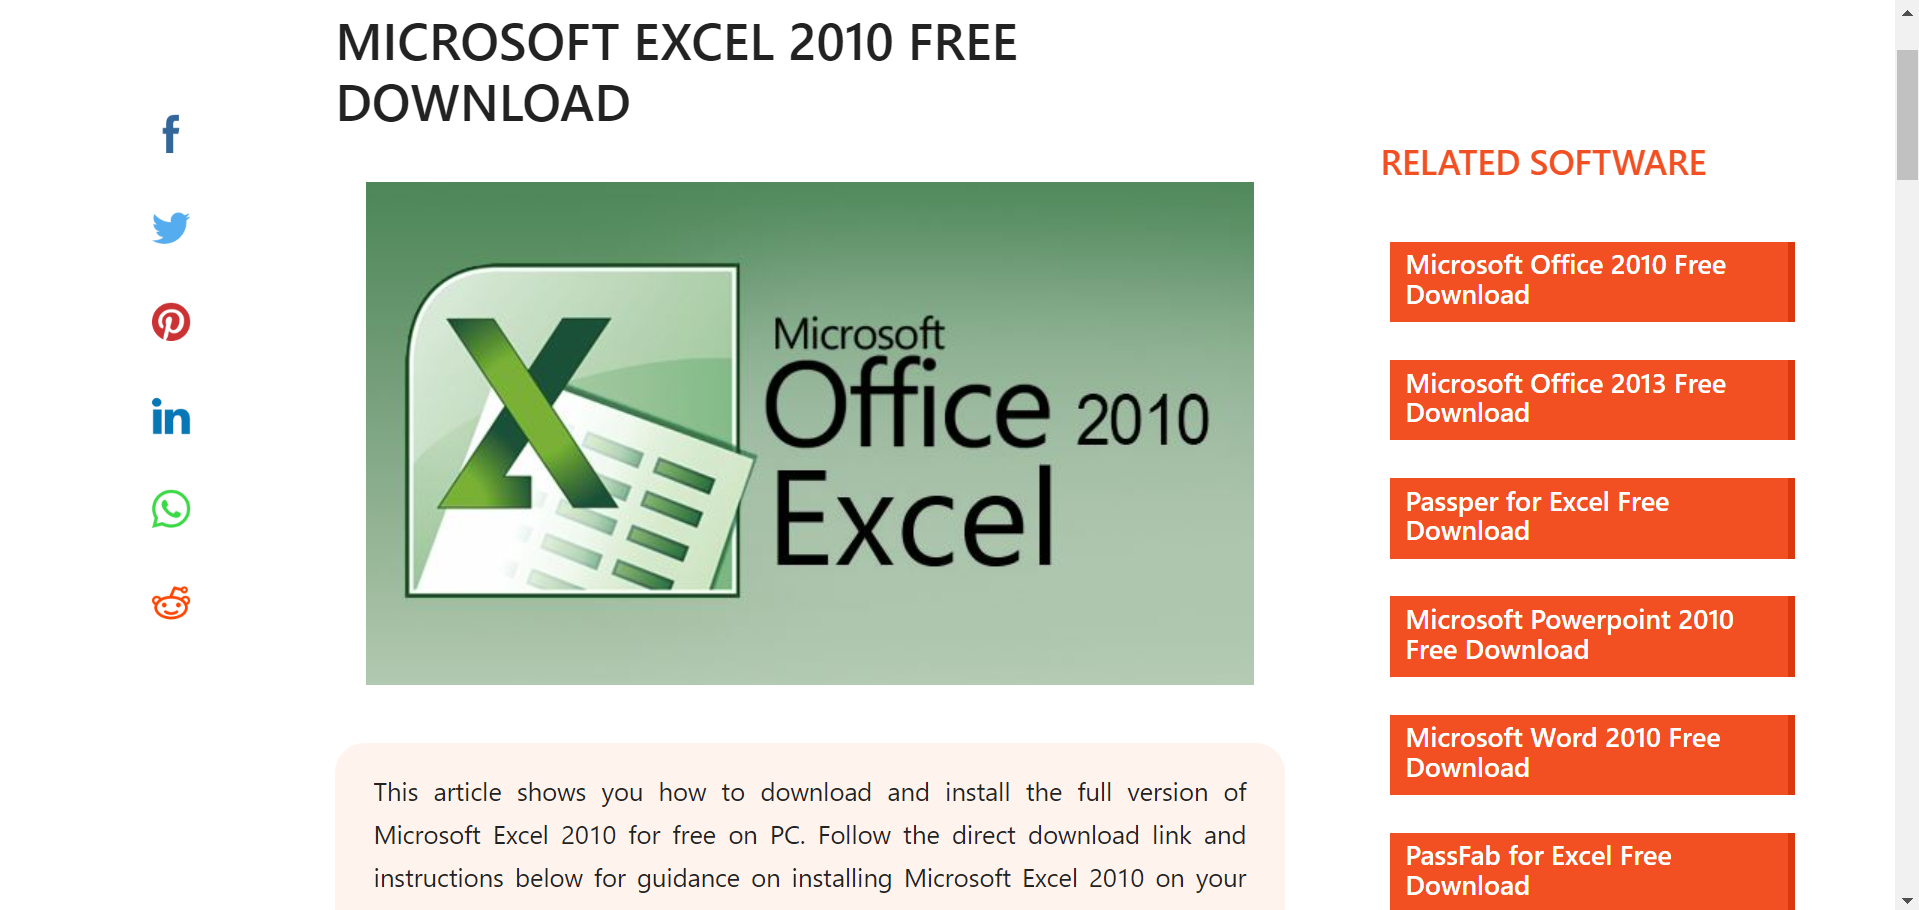 MICROSOFT EXCEL 2010 FREE
DOWNLOAD
Microsoft
Office 2010
Excel
This article shows you how to download and install the full version of
Microsoft Excel 2010 for free on PC. Follow the direct download link and
instructions below for guidance on installing Microsoft Excel 2010 on your
RELATED SOFTWARE
Microsoft Office 2010 Free
Download
Microsoft Office 2013 Free
Download
Passper for Excel Free
Download
Microsoft Powerpoint 2010
Free Download
Microsoft Word 2010 Free
Download
PassFab for Excel Free
Download